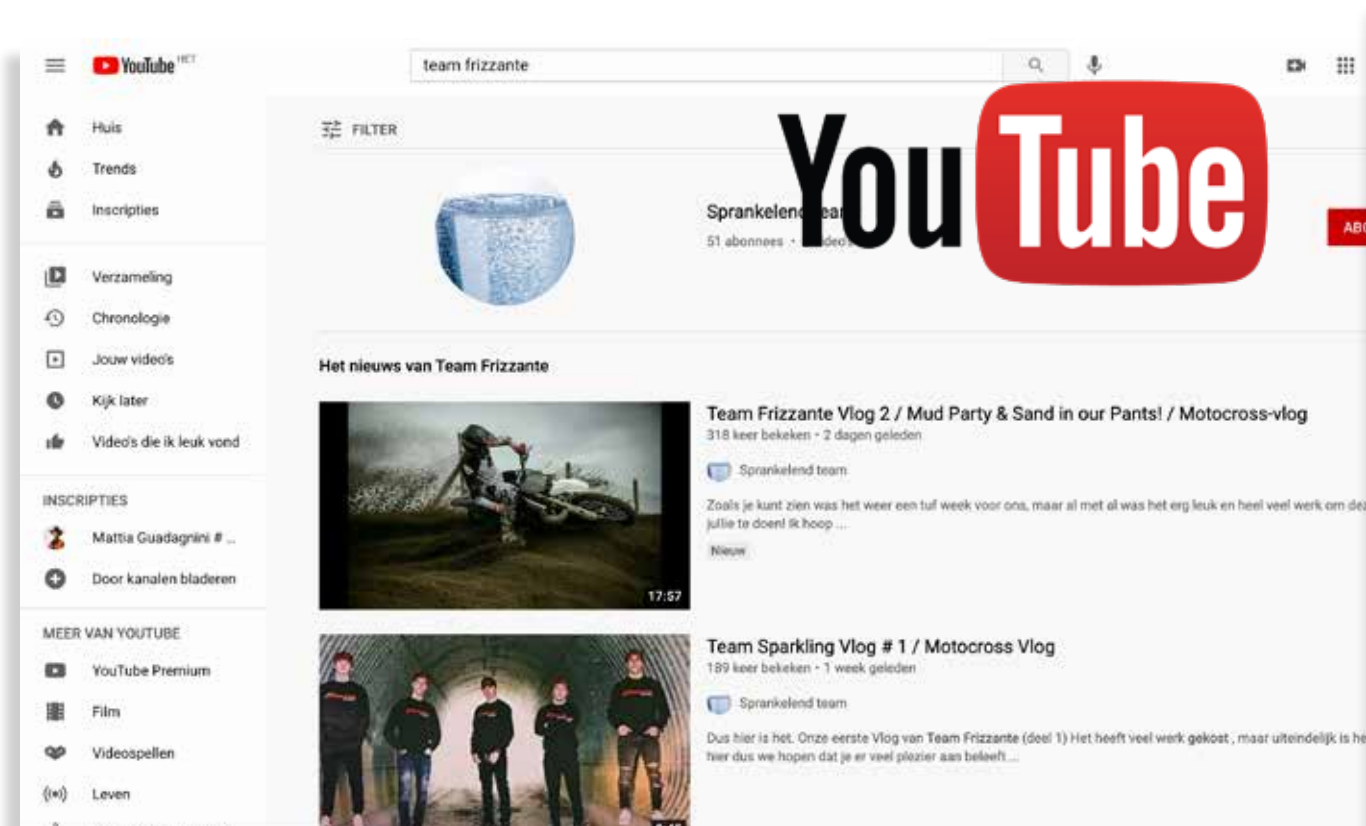 YouTube HET
team frizzante
Huis
Trends
Inscripties
Verzameling
Chronologie
Jouw video's
Kijk later
Video's die ik leuk vond
INSCRIPTIES
Mattia Guadagnini # ...
Door kanalen bladeren
MEER VAN YOUTUBE
YouTube Premium
Film
Videospellen
Leven
FILTER
YouTube
Sprankelend
51 abonnees •
Het nieuws van Team Frizzante
17:57
Team Frizzante Vlog 2 / Mud Party & Sand in our Pants! / Motocross-vlog
318 keer bekeken • 2 dagen geleden
Sprankelend team
Zoals je kunt zien was het weer een tuf week voor ons, maar al met al was het erg leuk en heel veel werk om
jullie te doen! Ik hoop ...
Nieuw
Team Sparkling Vlog # 1 / Motocross Vlog
189 keer bekeken • 1 week geleden
Sprankelend team
Dus hier is het. Onze eerste Vlog van Team Frizzante (deel 1) Het heeft veel werk gekost , maar uiteindelijk is
hier dus we hopen dat je er veel plezier aan beleeft ...